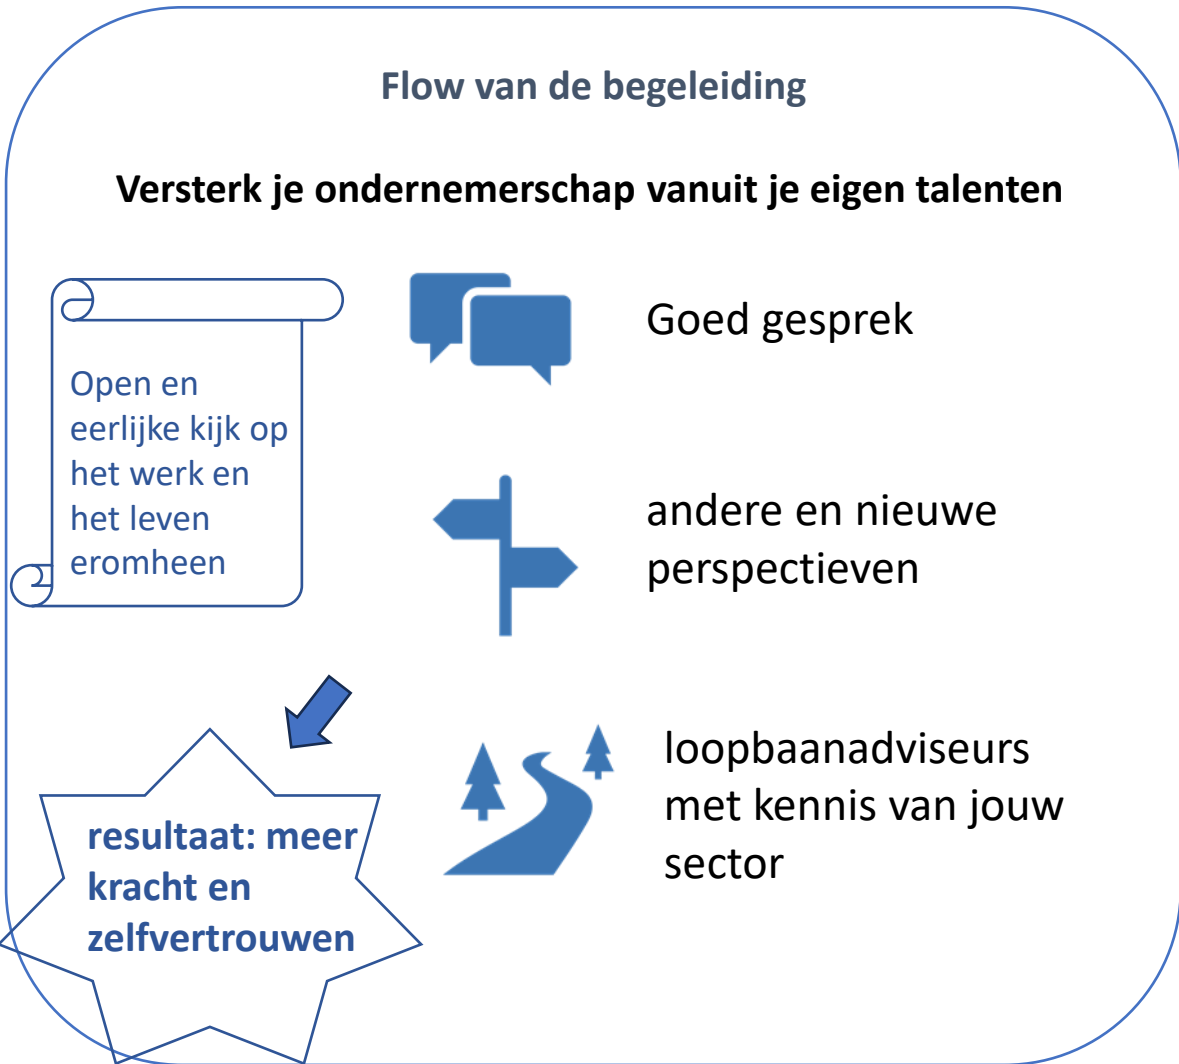 Flow van de begeleiding
Versterk je ondernemerschap vanuit je eigen talenten
Open en
eerlijke kijk op
het werk en
het leven
eromheen
Goed gesprek
andere en nieuwe
perspectieven
loopbaanadviseurs
met kennis van jouw
sector
resultaat: meer
kracht en
zelfvertrouwen